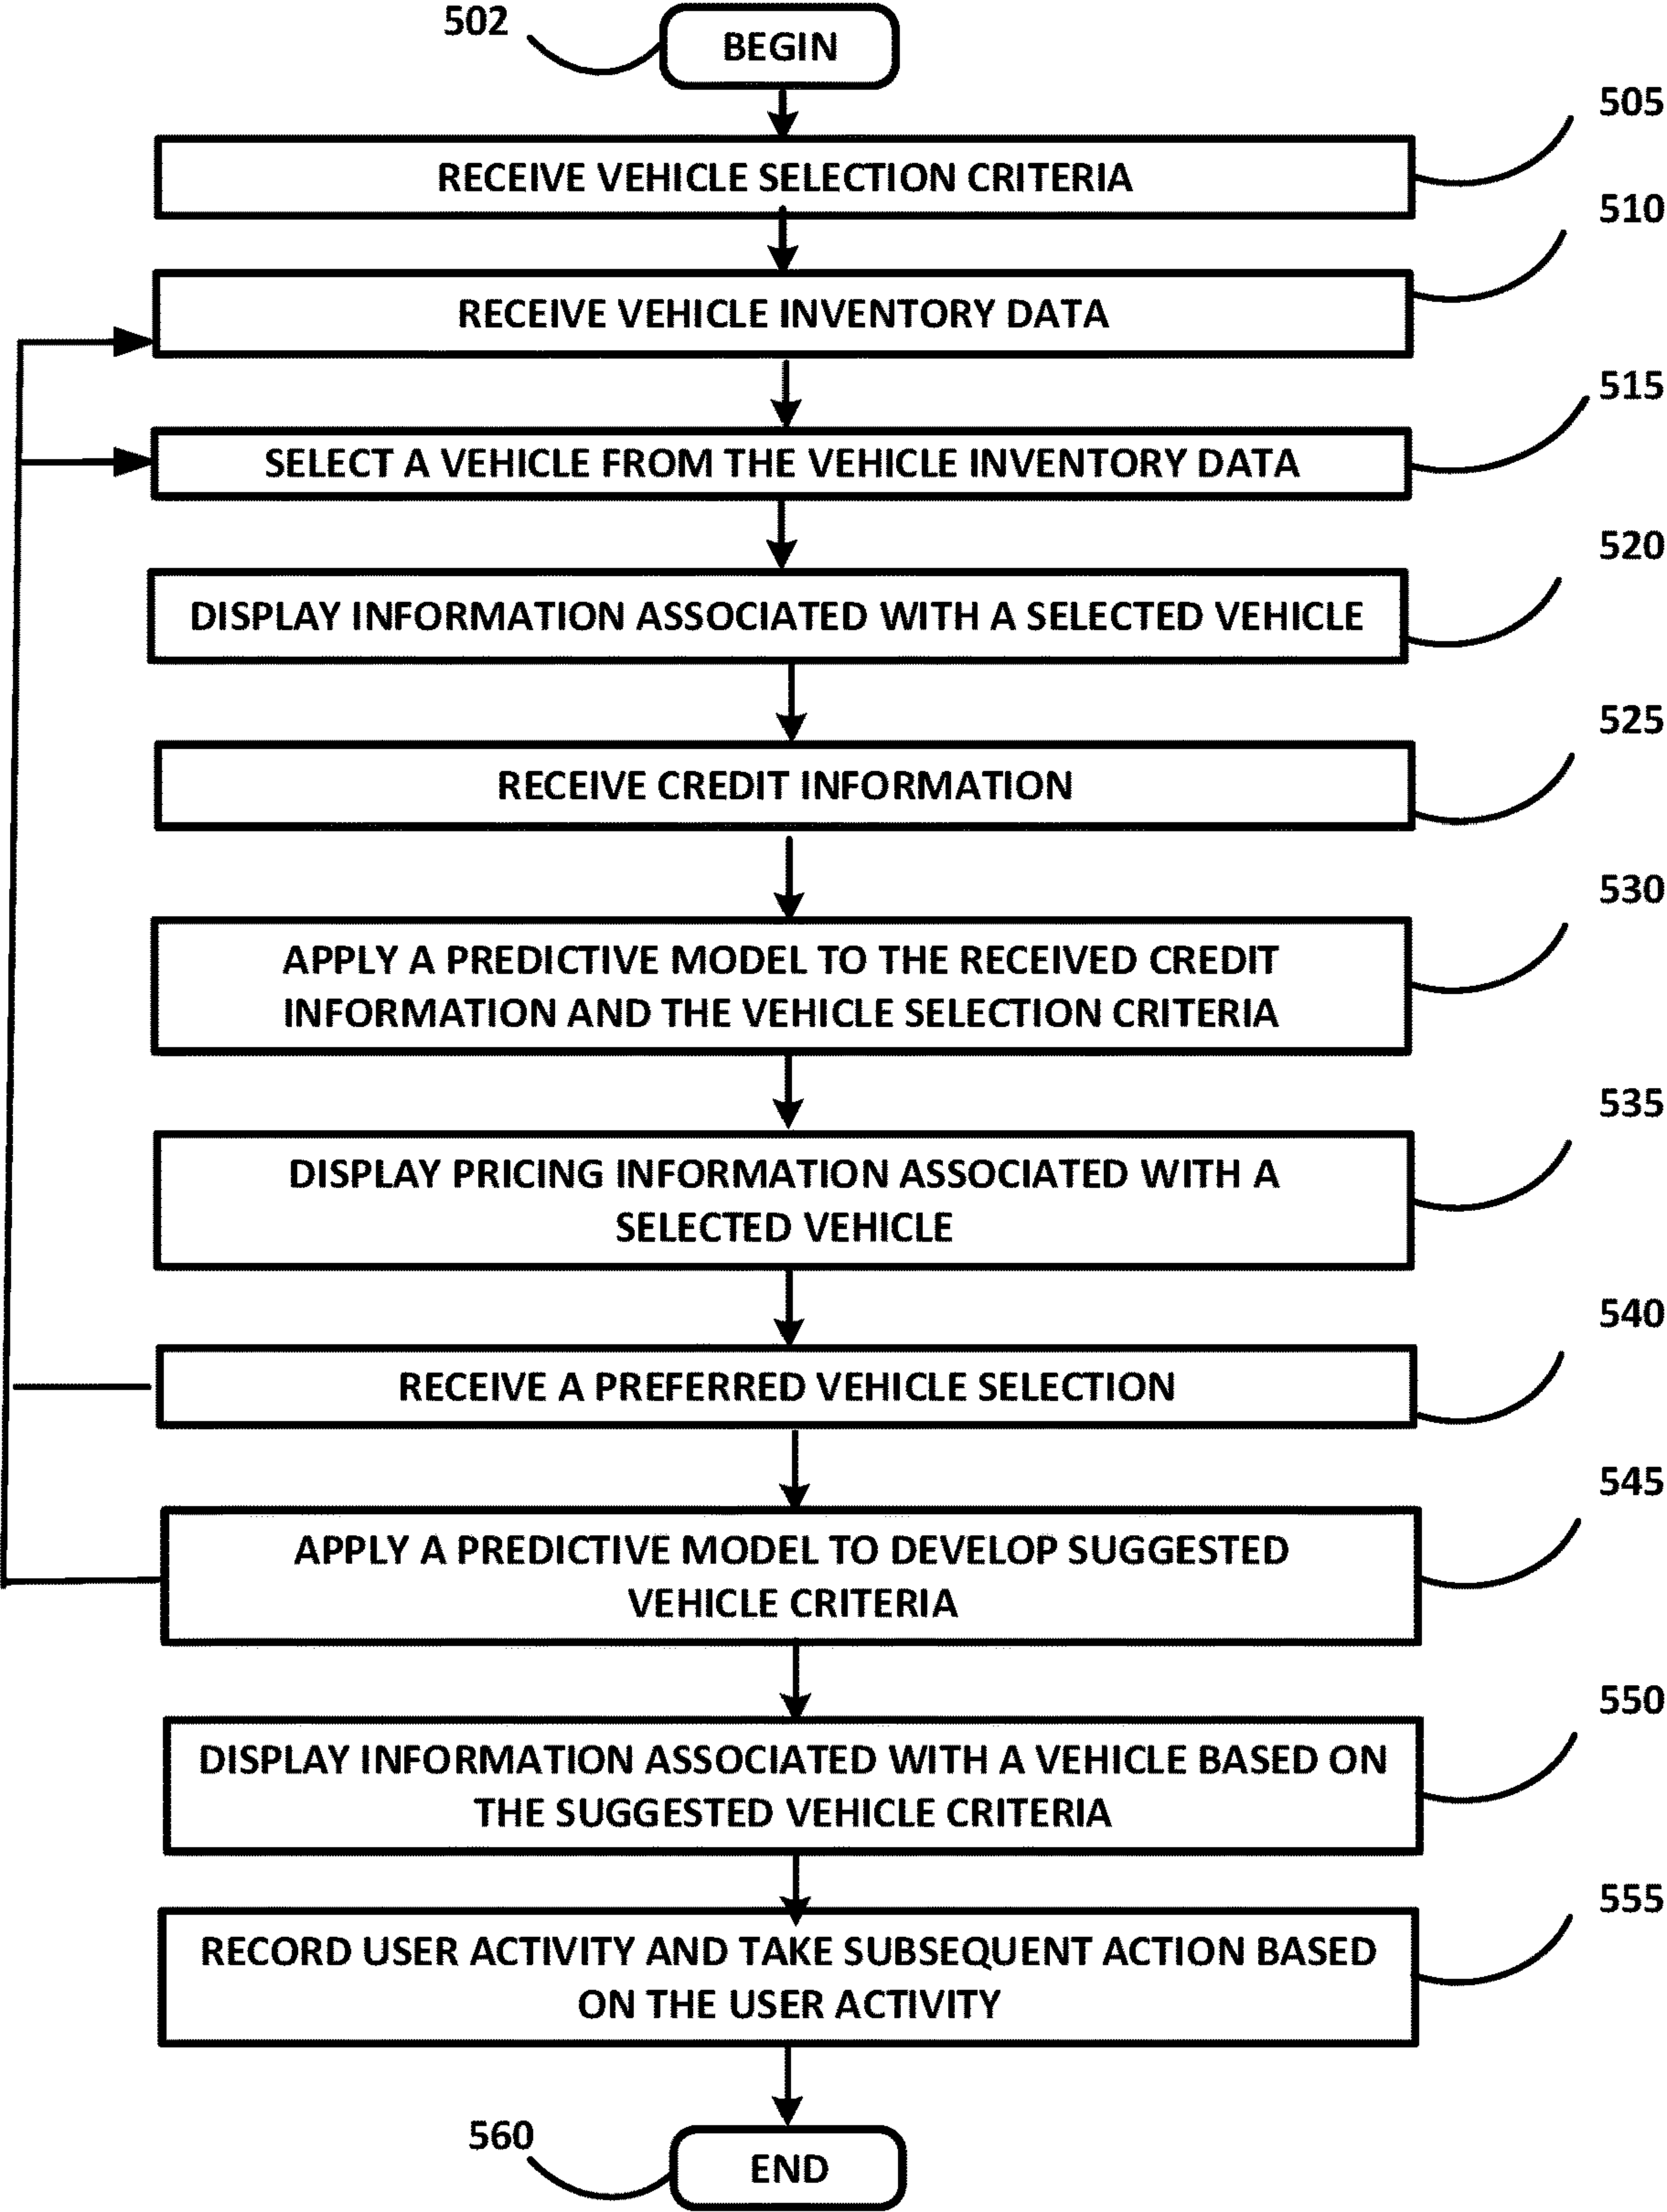 502
BEGIN
505
RECEIVE VEHICLE SELECTION CRITERIA
510
RECEIVE VEHICLE INVENTORY DATA
515
SELECT A VEHICLE FROM THE VEHICLE INVENTORY DATA
520
DISPLAY INFORMATION ASSOCIATED WITH A SELECTED VEHICLE
525
RECEIVE CREDIT INFORMATION
530
APPLY A PREDICTIVE MODEL TO THE RECEIVED CREDIT
INFORMATION AND THE VEHICLE SELECTION CRITERIA
535
DISPLAY PRICING INFORMATION ASSOCIATED WITH A
SELECTED VEHICLE
540
RECEIVE A PREFERRED VEHICLE SELECTION
545
APPLY A PREDICTIVE MODEL TO DEVELOP SUGGESTED
VEHICLE CRITERIA
550
DISPLAY INFORMATION ASSOCIATED WITH A VEHICLE BASED ON
THE SUGGESTED VEHICLE CRITERIA
555
RECORD USER ACTIVITY AND TAKE SUBSEQUENT ACTION BASED
ON THE USER ACTIVITY
560
END